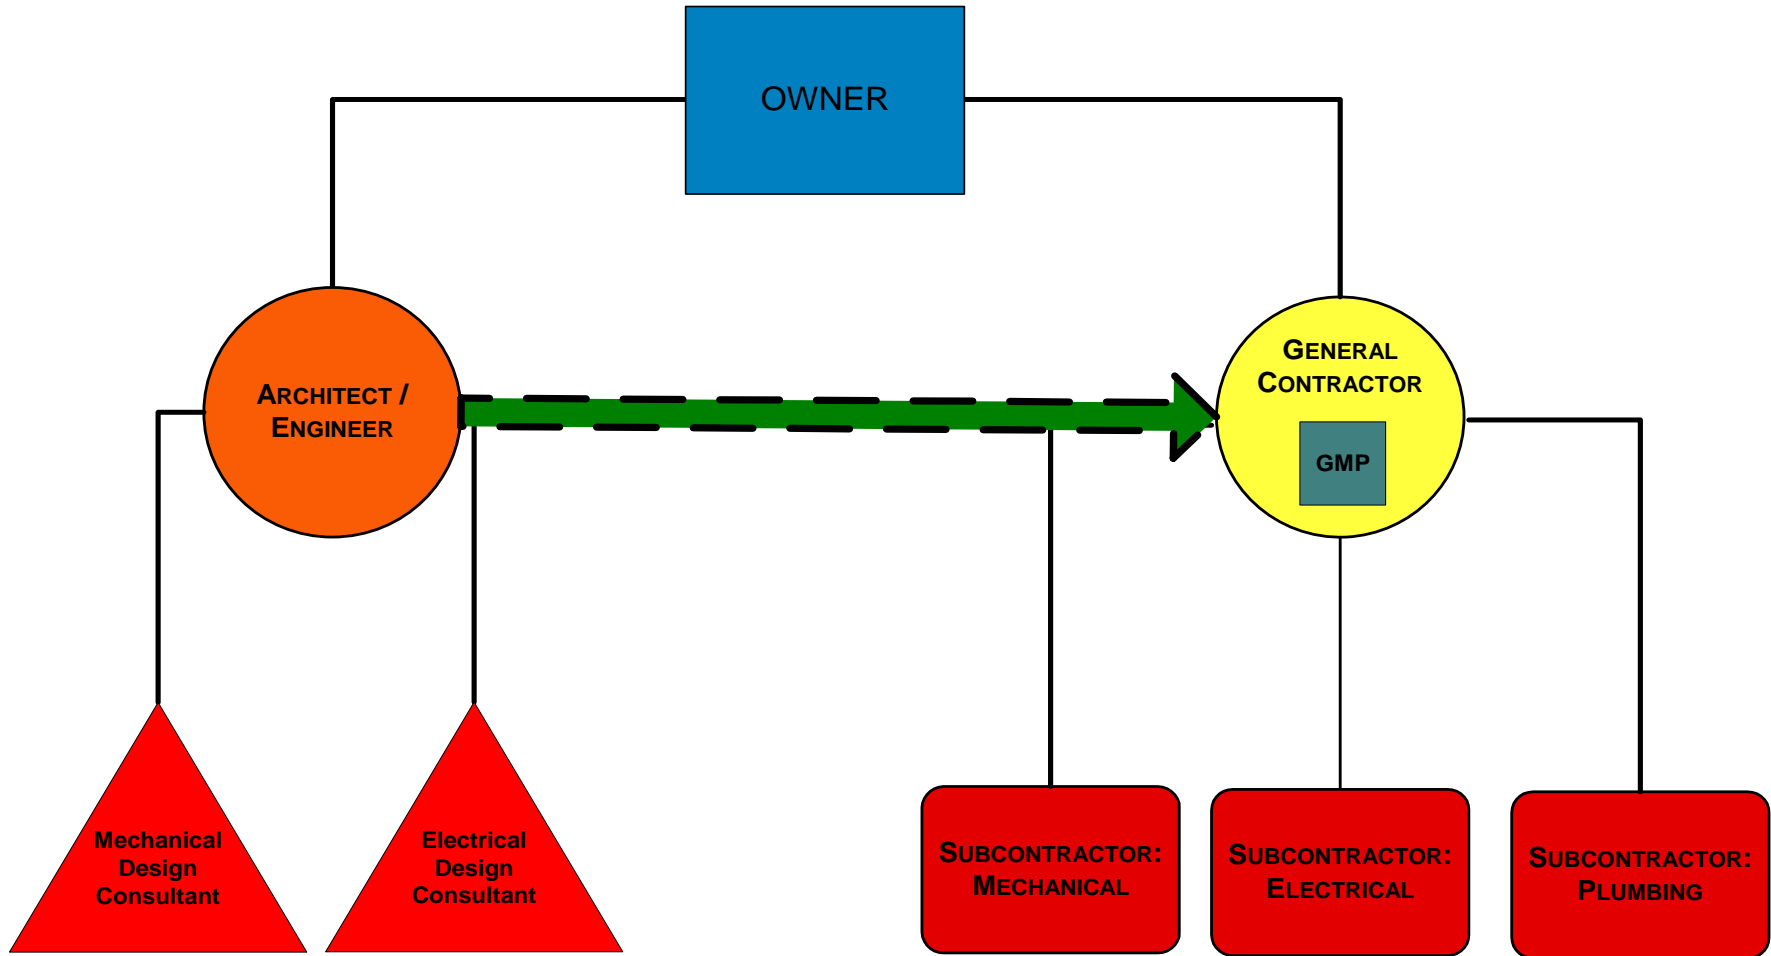 OWNER
ARCHITECT /
ENGINEER
GENERAL
CONTRACTOR
GMP
Mechanical
Design
Consultant
Electrical
Design
Consultant
SUBCONTRACTOR:
MECHANICAL
SUBCONTRACTOR:
ELECTRICAL
SUBCONTRACTOR:
PLUMBING